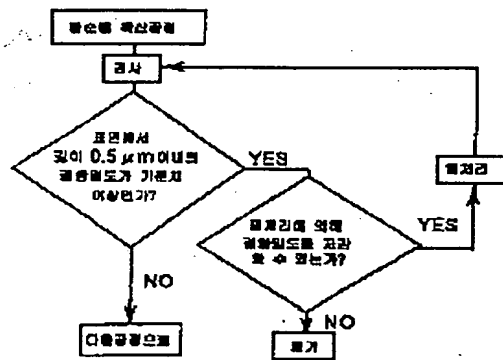 불순물 확산공정
검사
표면에서
깊이 0.5 μm 이내의
결함밀도가 기준치
이상인가?
YES
열처리
열처리에 의해
결함밀도를 저감
할 수 있는가?
YES
NO
NO
다음공정으로
폐기